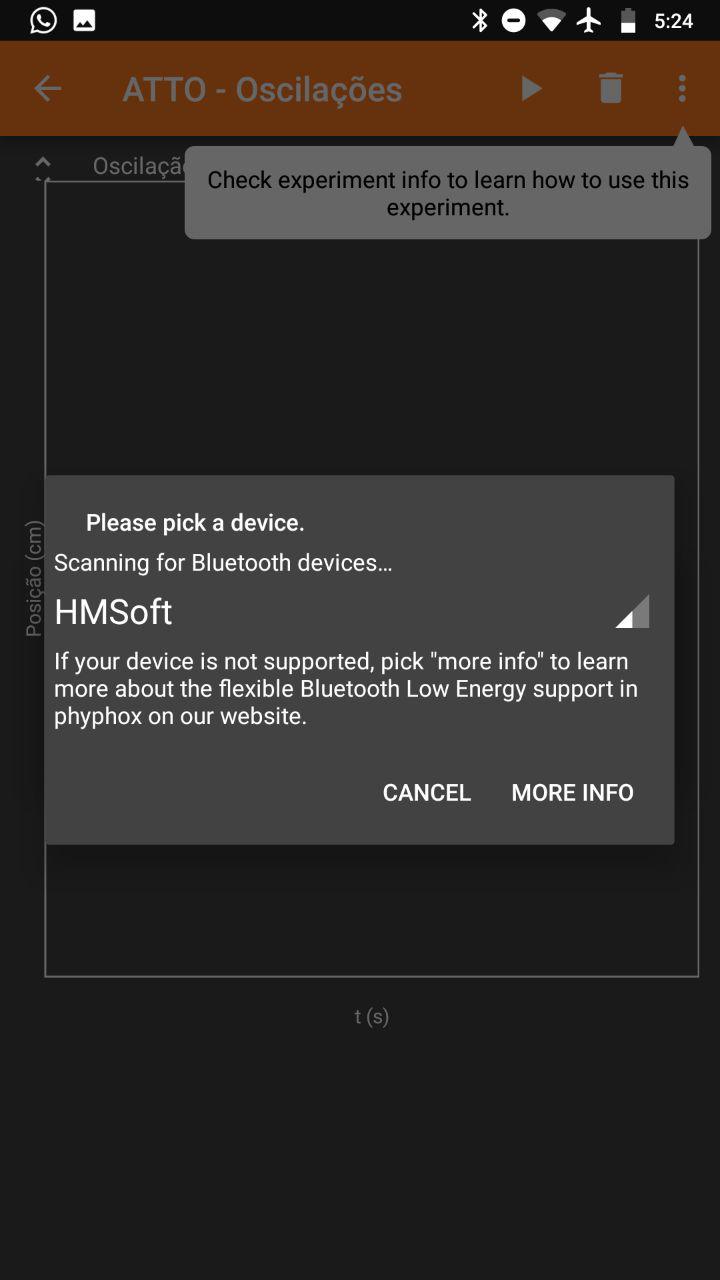 5:24
ATTO - Oscilações
Oscilaçã
Check experiment info to learn how to use this
experiment.
Posição (cm)
Please pick a device.
Scanning for Bluetooth devices…
HMSoft
If your device is not supported, pick "more info" to learn
more about the flexible Bluetooth Low Energy support in
phyphox on our website.
CANCEL
MORE INFO
t (s)